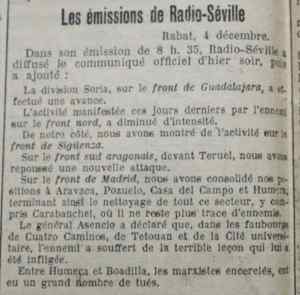 Les émissions de Radio-Séville
Rabat, 4 décembre.
Dans son émission de 8 h. 35, Radio-Séville a
diffusé le communiqué officiel d'hier soir, puis
a ajouté :
La division Soria, sur le front de Guadalajara, a
effectué une avance.
L'activité manifestée ces jours derniers par l'ennemi
sur le front nord, a diminué d'intensité.
De notre côté, nous avons montré de l'activité sur le
front de Sigüenza.
Sur le front sud aragonais, devant Teruel, nous avons
repoussé une nouvelle attaque.
Sur le front de Madrid, nous avons consolidé nos
positions à Aravaca, Pozuelo, Casa del Campo et Humera,
terminant ainsi le nettoyage de tout ce secteur, y com-
pris Carabanchel, où il ne reste plus trace d'ennemis.
Le général Asencio a déclaré que, dans les faubourgs
de Cuatro Caminos, de Tetouan et de la Cité univer-
sitaire, l'ennemi a souffert de la terrible leçon qui lui a
été infligée.
Entre Humeça et Boadilla, les marxistes encerclés, ont
eu un grand nombre de tués.